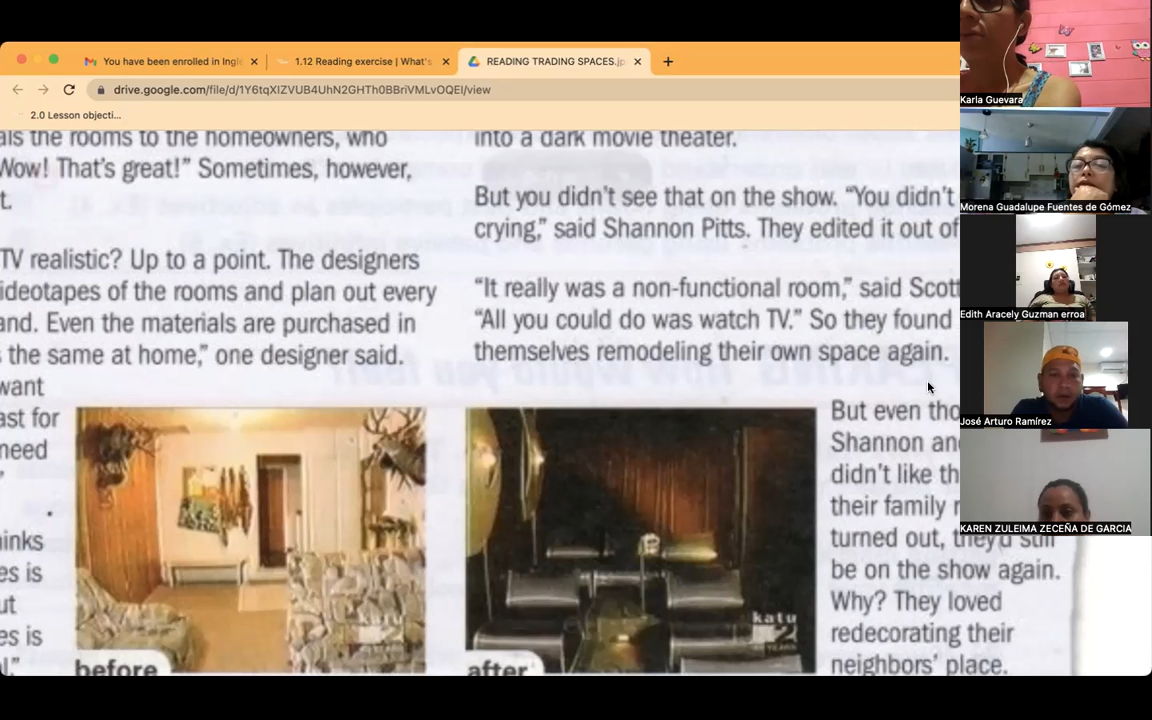 You have been enrolled in Ingle
1.12 Reading exercise | What's
READING TRADING SPACES.jp
drive.google.com/file/d/1Y6tqXIZVUB4UhN2GHTh0BBriVMLvOQEI/view
2.0 Lesson objecti...
als the rooms to the homeowners, who
Wow! That's great!" Sometimes, however,
t.
TV realistic? Up to a point. The designers
ideotapes of the rooms and plan out every
and. Even the materials are purchased in
s the same at home," one designer said.
want
ast for
need
hinks
es is
ut
es is
!"
before
into a dark movie theater.
But you didn't see that on the show. "You didn't
crying," said Shannon Pitts. They edited it out of
"It really was a non-functional room," said Scott
"All you could do was watch TV." So they found
themselves remodeling their own space again.
after
katu
2
YEARS
But even tho
Shannon and
didn't like th
their family r
turned out, they'd still
be on the show again.
Why? They loved
redecorating their
neighbors' place.
Karla Guevara
Morena Guadalupe Fuentes de Gómez
Edith Aracely Guzman erroa
José Arturo Ramírez
KAREN ZULEIMA ZECEÑA DE GARCIA